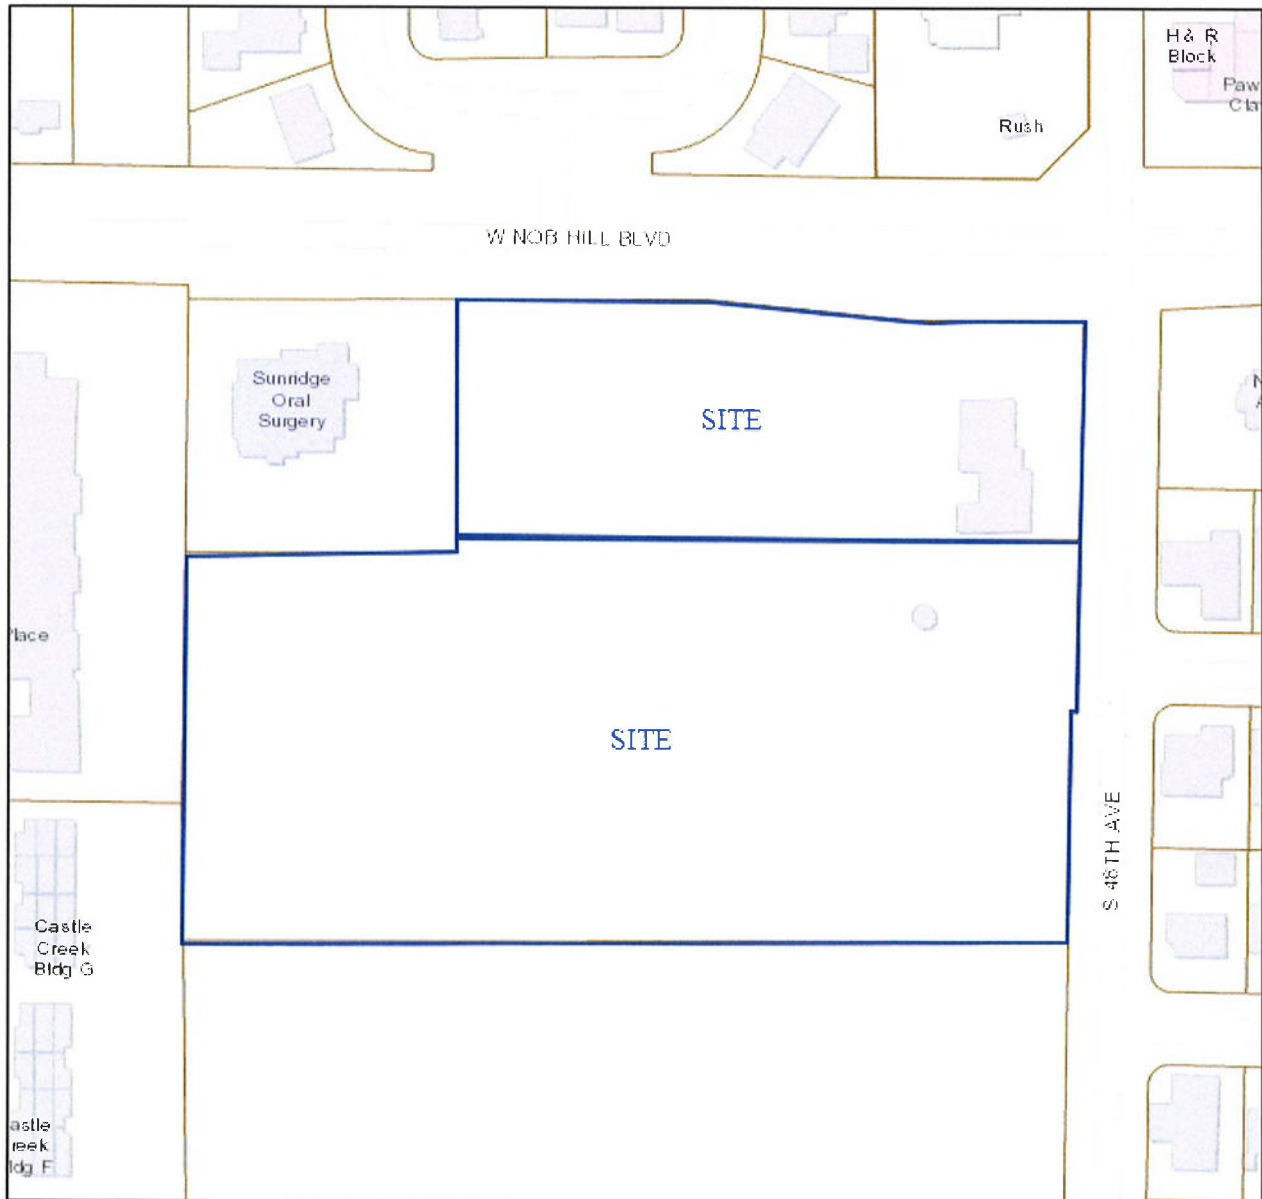 H & R
Block
Paw
Cla
Rush
W NOB HILL BLVD
Sunridge
Oral
Surgery
SITE
N
A
lace
SITE
S 48TH AVE
Castle
Creek
Bldg G
astle
reek
ldg F